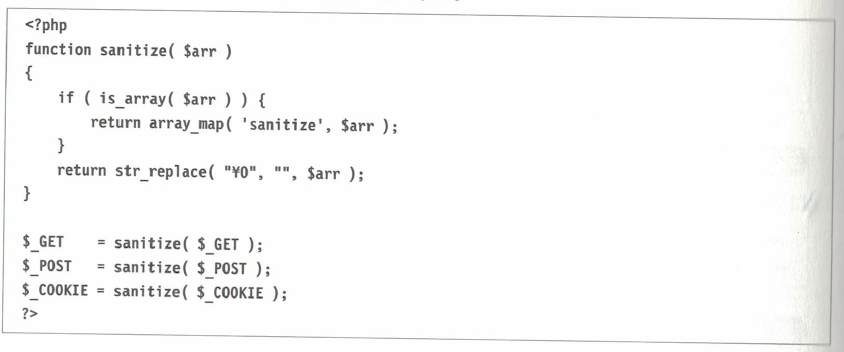 <?php
function sanitize( $arr )
{
    if ( is_array( $arr ) ) {
        return array_map( 'sanitize', $arr );
    }
    return str_replace( "¥0", "", $arr );
}

$_GET    = sanitize( $_GET );
$_POST   = sanitize( $_POST );
$_COOKIE = sanitize( $_COOKIE );
?>